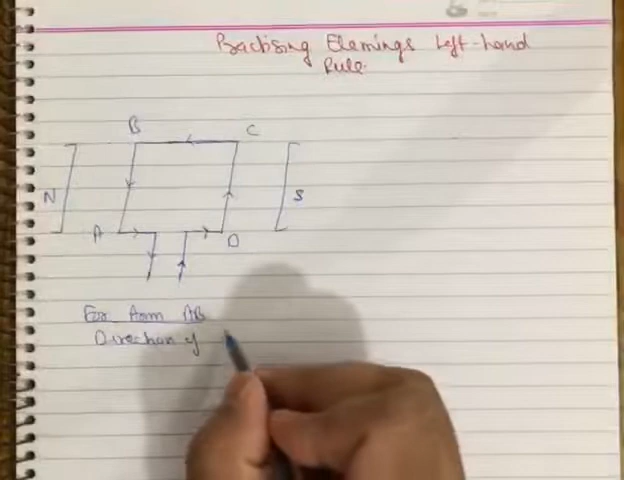 Practising Flemings Left-hand
Rule.
B
C
N
S
A
D
For Arm AB
Direction of